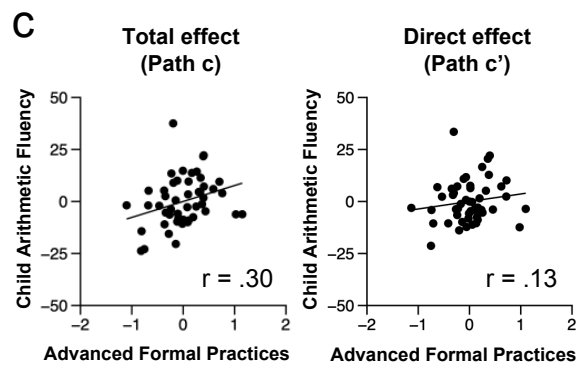 C
Total effect
(Path c)
Child Arithmetic Fluency
50
25
0
−25
−50
r = .30
−2
−1
0
1
2
Advanced Formal Practices
Direct effect
(Path c’)
Child Arithmetic Fluency
50
25
0
−25
−50
r = .13
−2
−1
0
1
2
Advanced Formal Practices